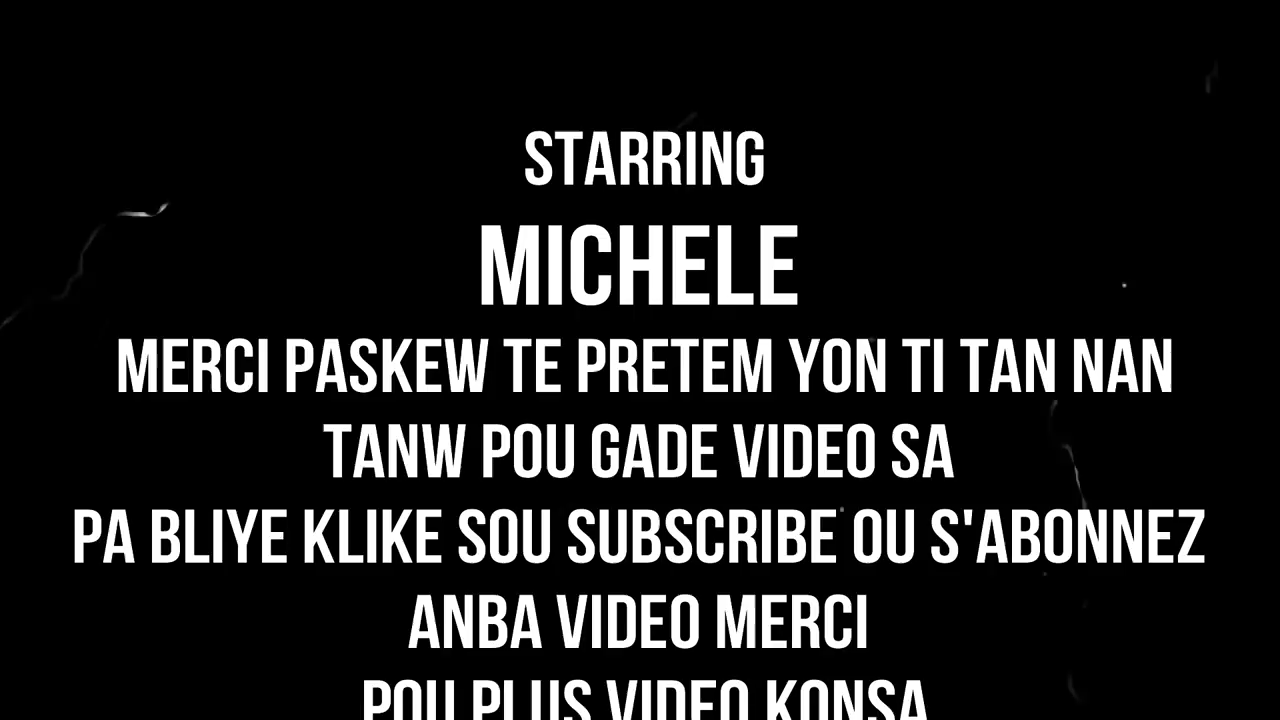 STARRING
MICHELE
MERCI PASKEW TE PRETEM YON TI TAN NAN
TANW POU GADE VIDEO SA
PA BLIYE KLIKE SOU SUBSCRIBE OU S'ABONNEZ
ANBA VIDEO MERCI
POU PLUS VIDEO KONSA